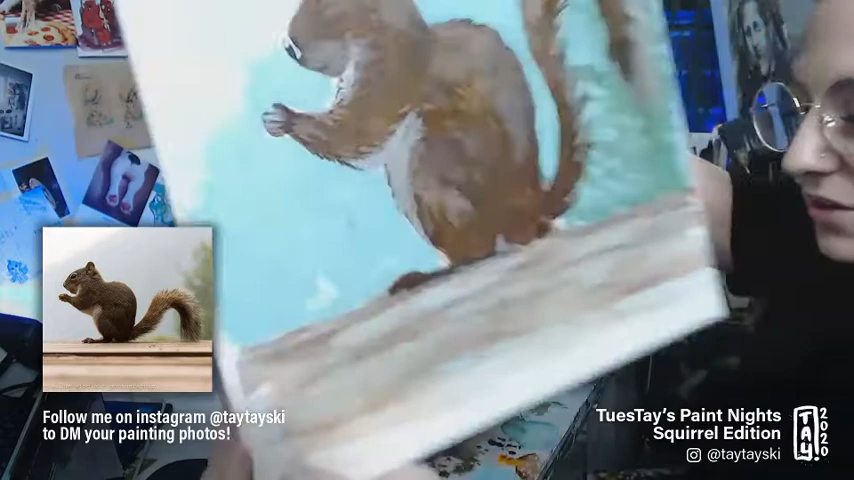 Follow me on instagram @taytayski
to DM your painting photos!
TuesTay's Paint Nights
Squirrel Edition
@taytayski
TAY!
2020